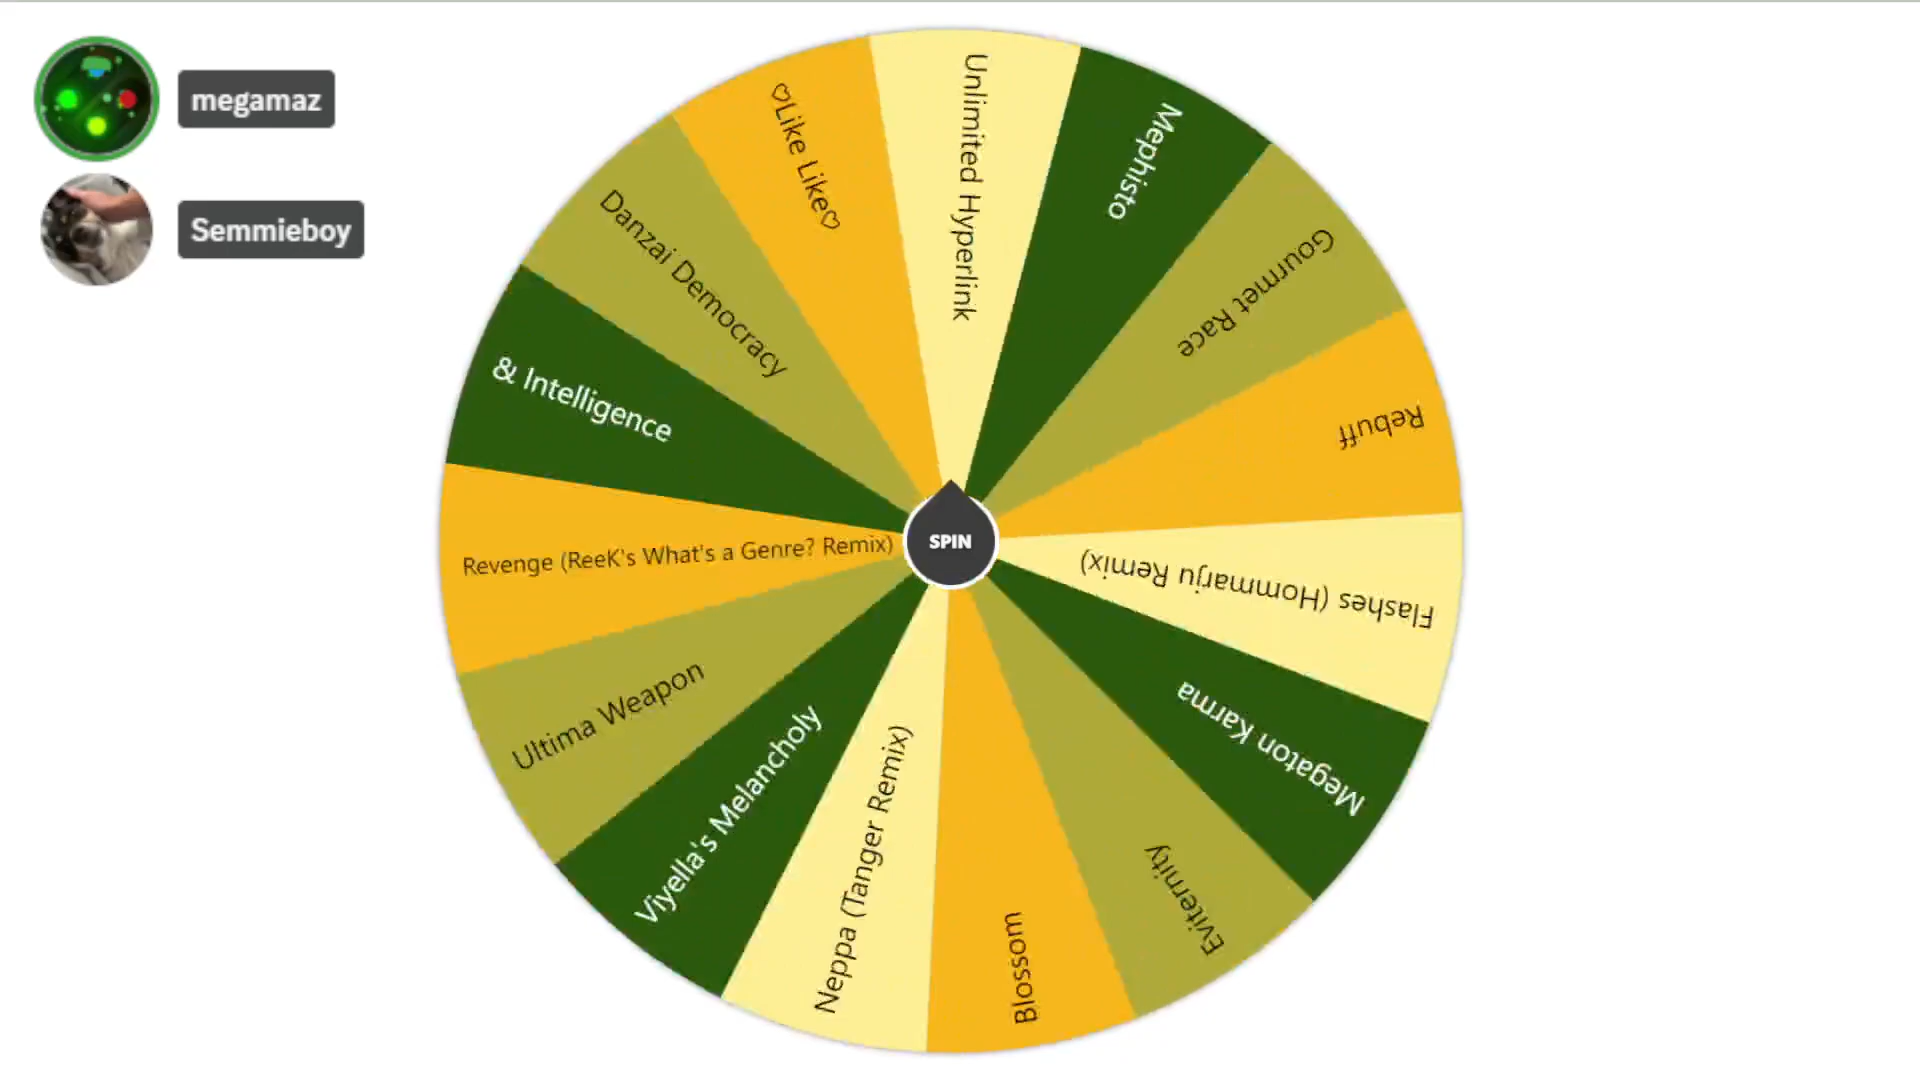 megamaz
Semmieboy
Unlimited Hyperlink
Mephisto
Gourmet Race
Rebuff
Flashes (Hommarju Remix)
Megaton Karma
Eviternity
Blossom
Neppa (Tanger Remix)
Viyella's Melancholy
Ultima Weapon
Revenge (ReeK's What's a Genre? Remix)
& Intelligence
Danzai Democracy
♡Like Like♡
SPIN